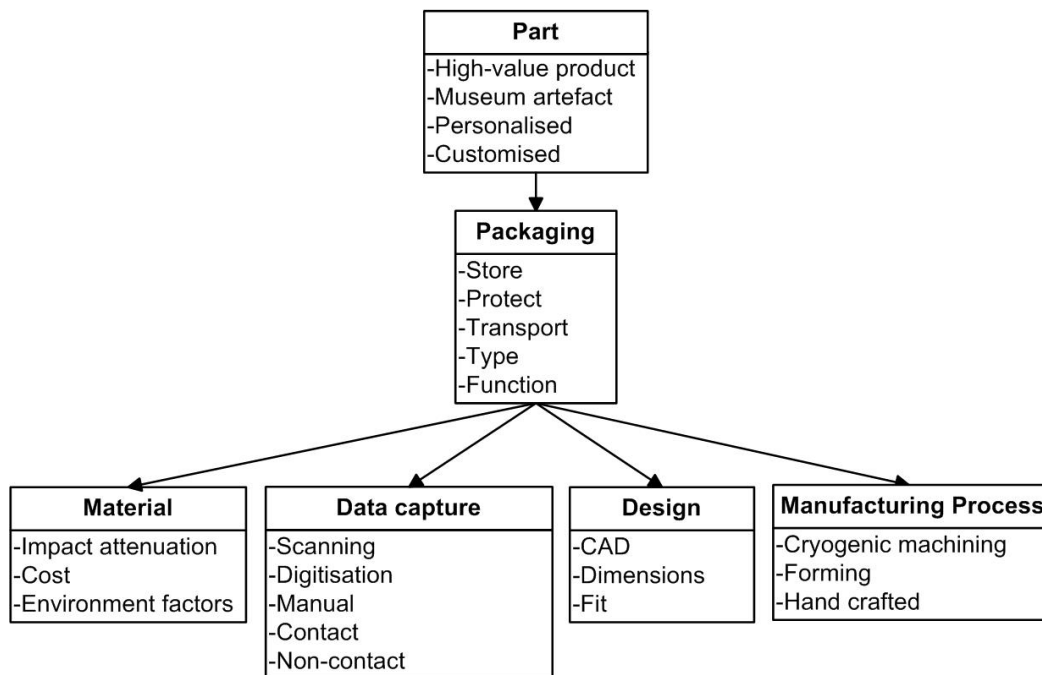 Part
-High-value product
-Museum artefact
-Personalised
-Customised
Packaging
-Store
-Protect
-Transport
-Type
-Function
Material
-Impact attenuation
-Cost
-Environment factors
Data capture
-Scanning
-Digitisation
-Manual
-Contact
-Non-contact
Design
-CAD
-Dimensions
-Fit
Manufacturing Process
-Cryogenic machining
-Forming
-Hand crafted